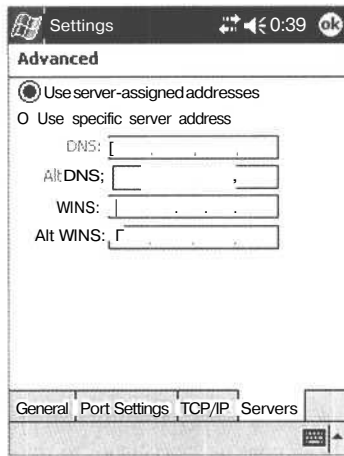 Settings 0:39 ok
Advanced
Use server-assigned addresses
O Use specific server address
DNS: [ . . .
Alt DNS; ,
WINS: | . . .
Alt WINS; Γ . . .
General Port Settings TCP/IP Servers